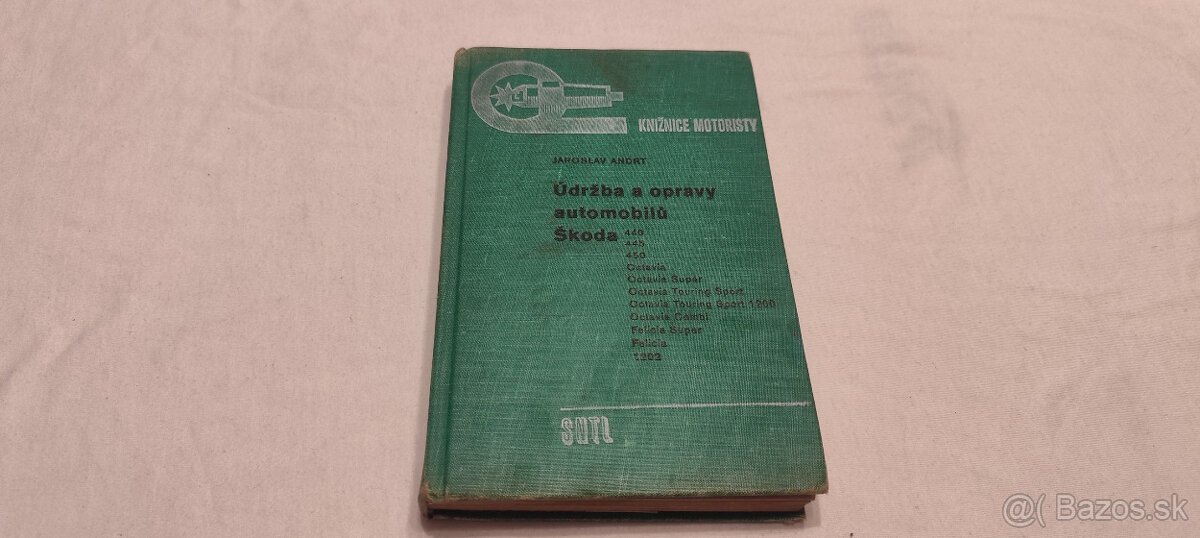 KNIŽNICE MOTORISTY
JAROSLAV ANDRT
Údržba a opravy
automobilů
Škoda 440
445
450
Octavia
Octavia Super
Octavia Touring Sport
Octavia Touring Sport 1200
Octavia Combi
Felicia Super
Felicia
1202
SNTL
@( Bazos.sk